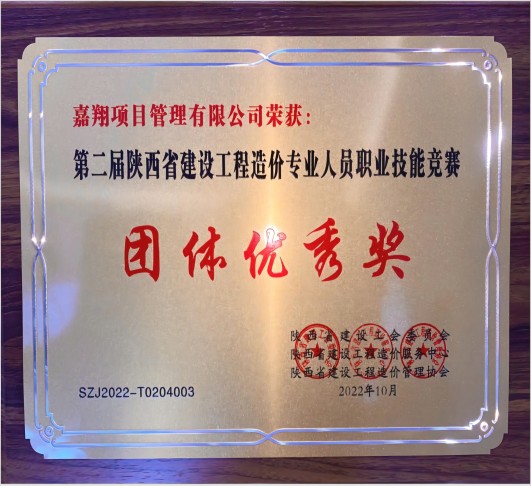 嘉翔项目管理有限公司荣获:
第二届陕西省建设工程造价专业人员职业技能竞赛
团体优秀奖
陕西省建设工会委员会
陕西省建设工程造价服务中心
陕西省建设工程造价管理协会
SZJ2022-T0204003
2022年10月